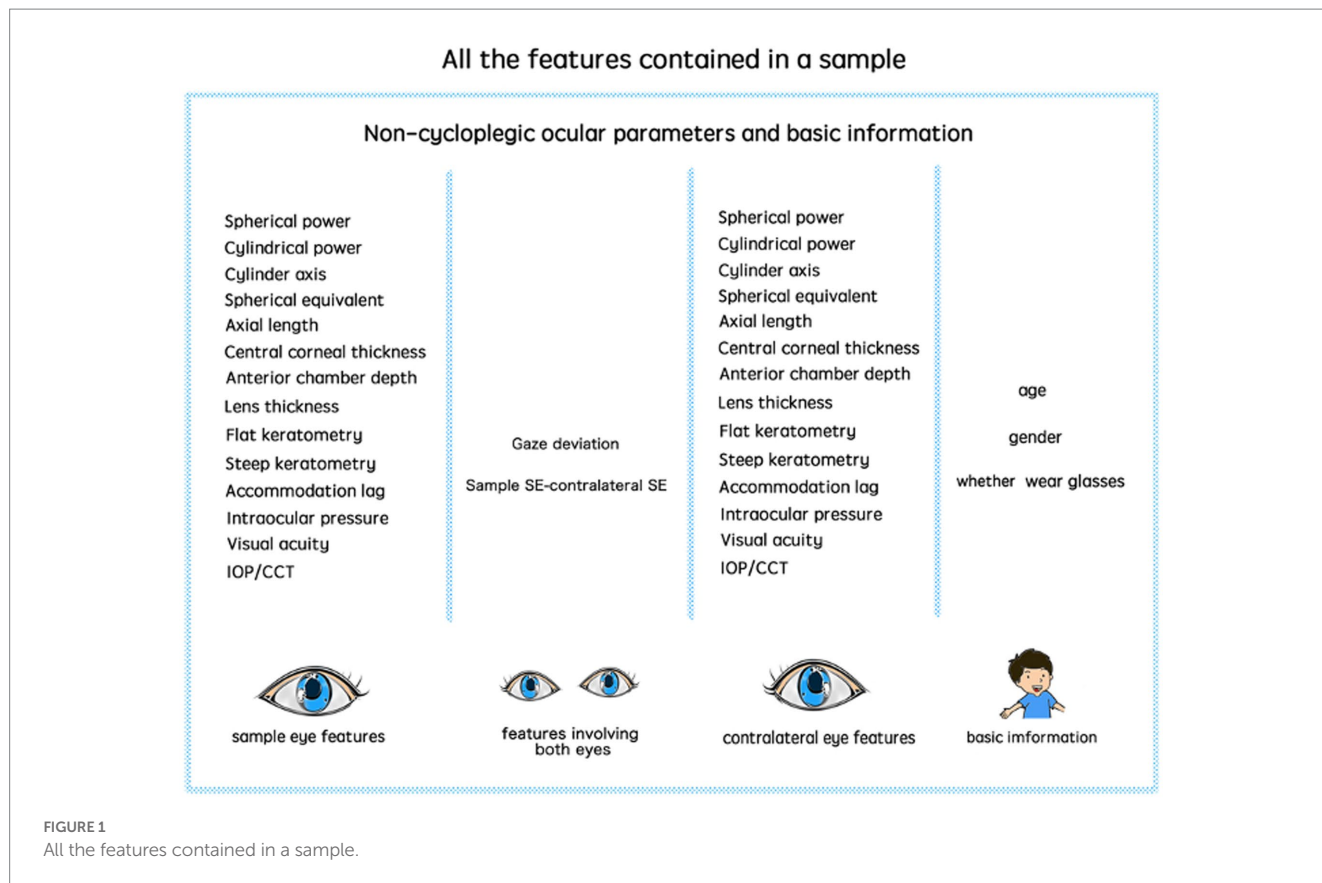 All the features contained in a sample
Non-cycloplegic ocular parameters and basic information
Spherical power
Cylindrical power
Cylinder axis
Spherical equivalent
Axial length
Central corneal thickness
Anterior chamber depth
Lens thickness
Flat keratometry
Steep keratometry
Accommodation lag
Intraocular pressure
Visual acuity
IOP/CCT
sample eye features
Gaze deviation
Sample SE-contralateral SE
features involving
both eyes
Spherical power
Cylindrical power
Cylinder axis
Spherical equivalent
Axial length
Central corneal thickness
Anterior chamber depth
Lens thickness
Flat keratometry
Steep keratometry
Accommodation lag
Intraocular pressure
Visual acuity
IOP/CCT
contralateral eye features
age
gender
whether wear glasses
basic imformation
FIGURE 1
All the features contained in a sample.